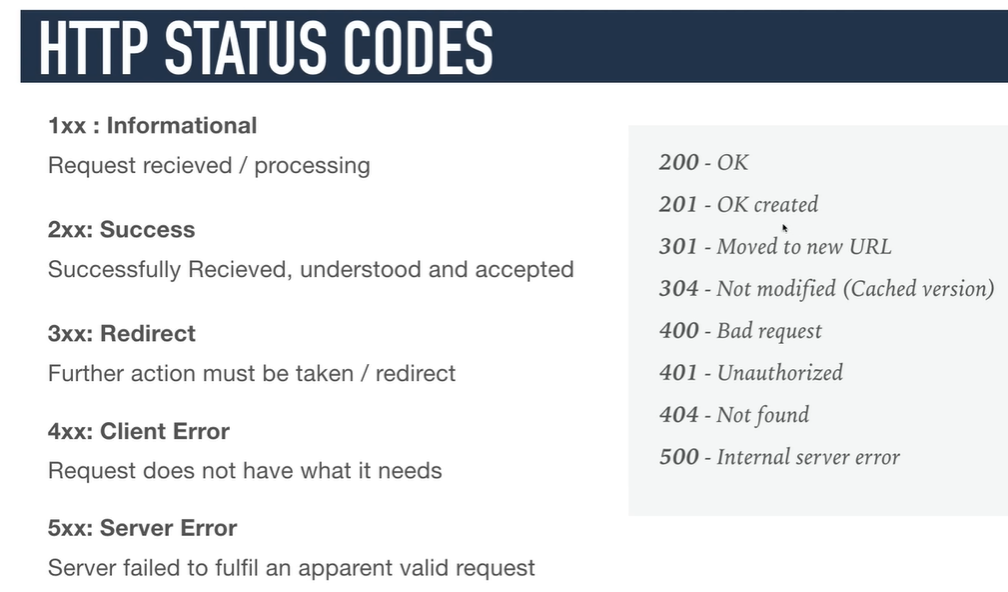 HTTP STATUS CODES
1xx : Informational
Request recieved / processing
2xx: Success
Successfully Recieved, understood and accepted
3xx: Redirect
Further action must be taken / redirect
4xx: Client Error
Request does not have what it needs
5xx: Server Error
Server failed to fulfil an apparent valid request
200 - OK
201 - OK created
301 - Moved to new URL
304 - Not modified (Cached version)
400 - Bad request
401 - Unauthorized
404 - Not found
500 - Internal server error